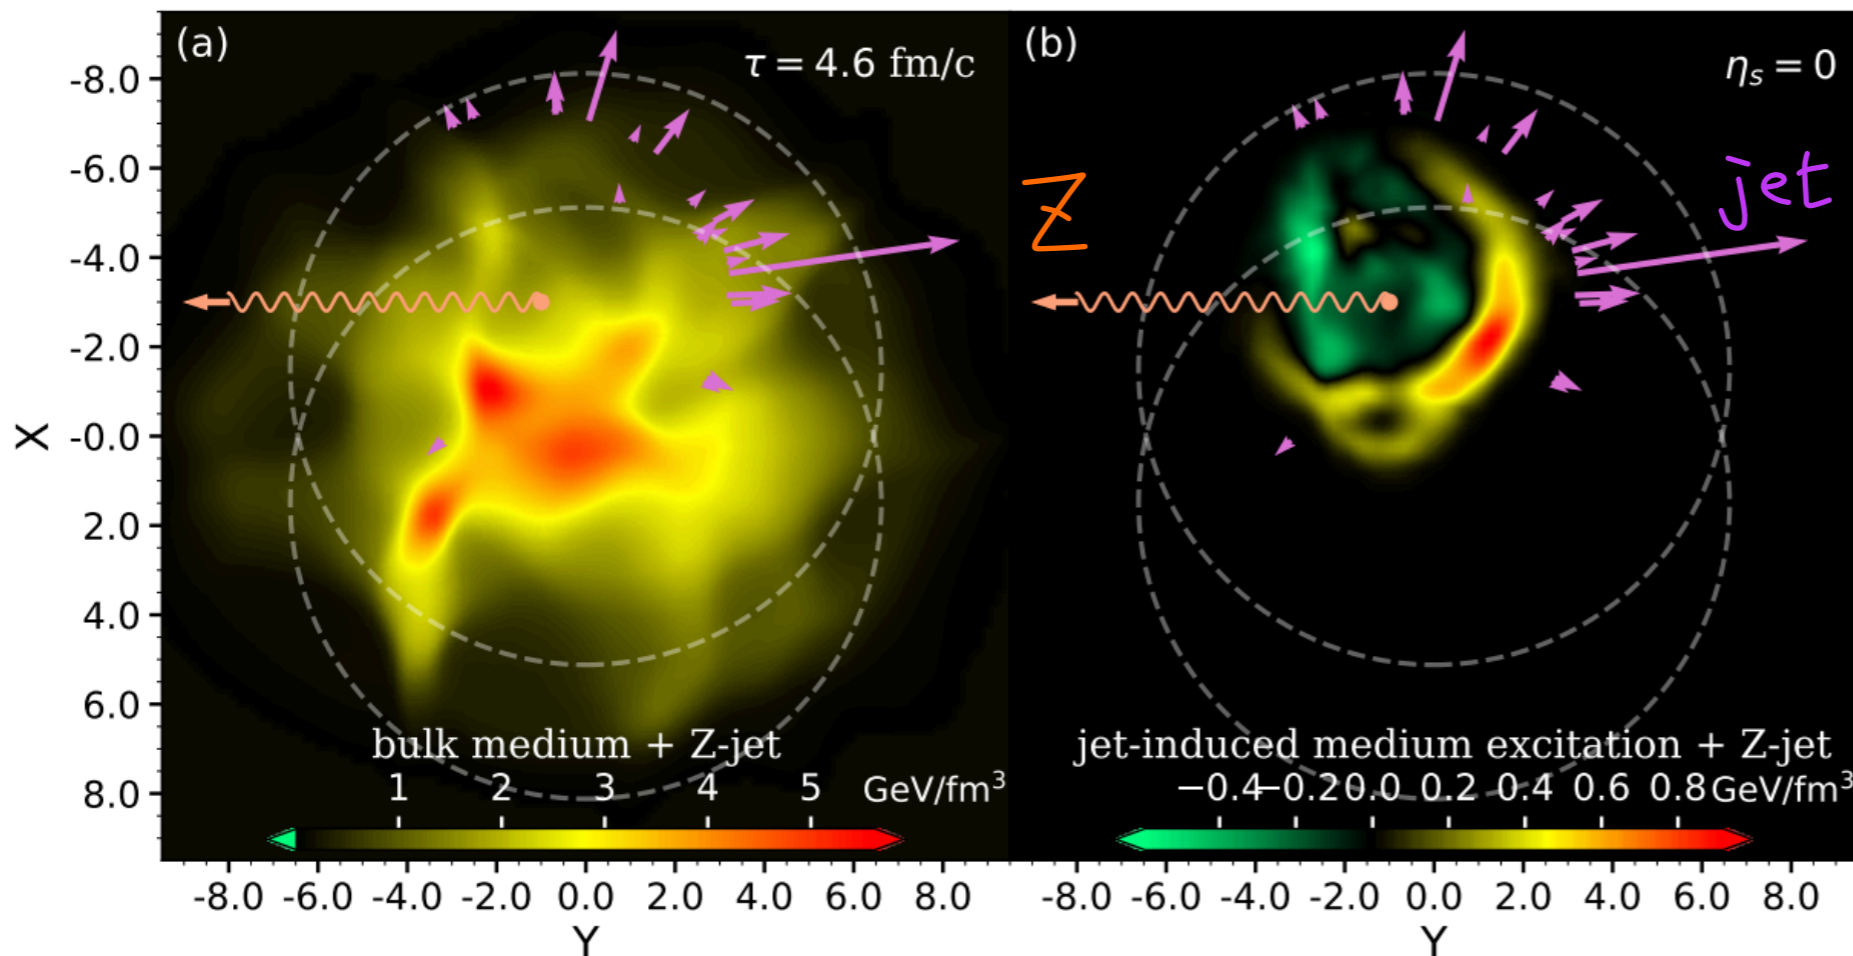 (a)
τ = 4.6 fm/c
(b)
ηs = 0
Z
jet
X
-8.0
-6.0
-4.0
-2.0
-0.0
2.0
4.0
6.0
8.0
bulk medium + Z-jet
1 2 3 4 5 GeV/fm³
jet-induced medium excitation + Z-jet
−0.4 −0.2 0.0 0.2 0.4 0.6 0.8 GeV/fm³
-8.0 -6.0 -4.0 -2.0 0.0 2.0 4.0 6.0 8.0
-8.0 -6.0 -4.0 -2.0 0.0 2.0 4.0 6.0 8.0
Y
Y